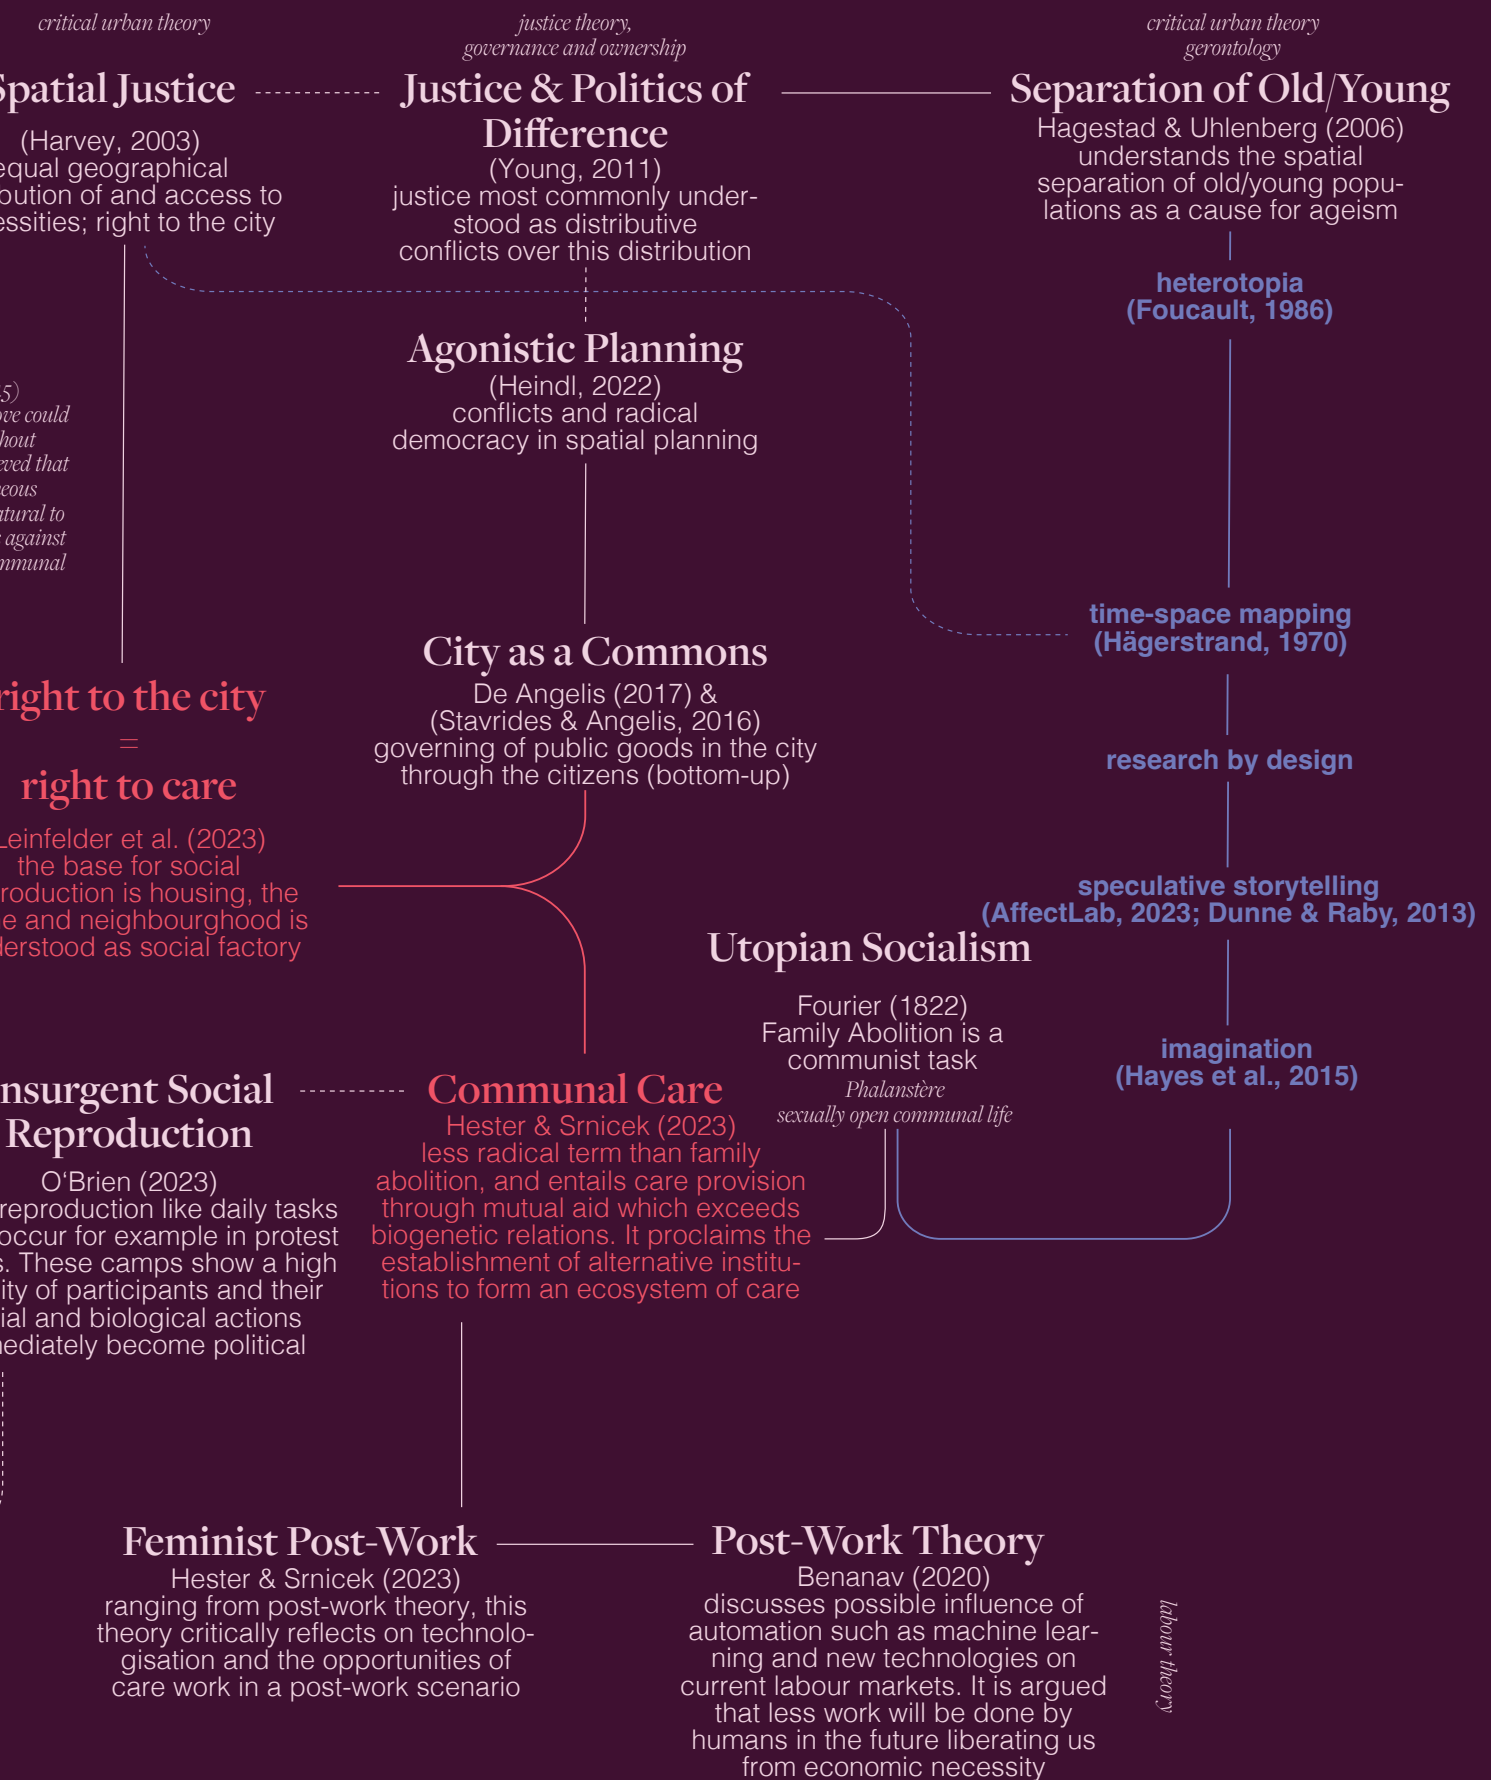 critical urban theory
Spatial Justice
(Harvey, 2003)
equal geographical
bution of and access to
essities; right to the city
justice theory,
governance and ownership
Justice & Politics of
Difference
(Young, 2011)
justice most commonly under-
stood as distributive
conflicts over this distribution
critical urban theory
gerontology
Separation of Old/Young
Hagestad & Uhlenberg (2006)
understands the spatial
separation of old/young popu-
lations as a cause for ageism
heterotopia
(Foucault, 1986)
Agonistic Planning
(Heindl, 2022)
conflicts and radical
democracy in spatial planning
5)
ove could
hout
eved that
neous
atural to
against
mmunal
time-space mapping
(Hägerstrand, 1970)
City as a Commons
De Angelis (2017) &
(Stavrides & Angelis, 2016)
governing of public goods in the city
through the citizens (bottom-up)
right to the city
=
right to care
Leinfelder et al. (2023)
the base for social
roduction is housing, the
e and neighbourghood is
derstood as social factory
research by design
speculative storytelling
(AffectLab, 2023; Dunne & Raby, 2013)
Utopian Socialism
Fourier (1822)
Family Abolition is a
communist task
Phalanstère
sexually open communal life
imagination
(Hayes et al., 2015)
nsurgent Social
Reproduction
O‘Brien (2023)
reproduction like daily tasks
occur for example in protest
s. These camps show a high
ity of participants and their
ial and biological actions
mediately become political
Communal Care
Hester & Srnicek (2023)
less radical term than family
abolition, and entails care provision
through mutual aid which exceeds
biogenetic relations. It proclaims the
establishment of alternative institu-
tions to form an ecosystem of care
Feminist Post-Work
Hester & Srnicek (2023)
ranging from post-work theory, this
theory critically reflects on technolo-
gisation and the opportunities of
care work in a post-work scenario
Post-Work Theory
Benanav (2020)
discusses possible influence of
automation such as machine lear-
ning and new technologies on
current labour markets. It is argued
that less work will be done by
humans in the future liberating us
from economic necessity
labour theory